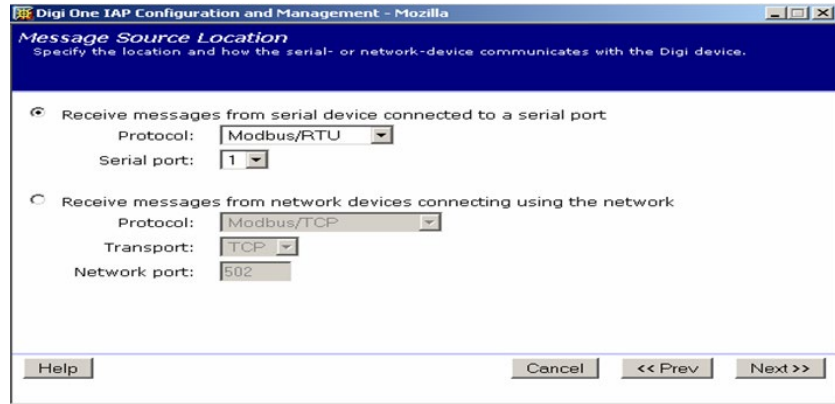 Digi One IAP Configuration and Management - Mozilla
Message Source Location
Specify the location and how the serial- or network-device communicates with the Digi device.
Receive messages from serial device connected to a serial port
Protocol: Modbus/RTU
Serial port: 1
Receive messages from network devices connecting using the network
Protocol: Modbus/TCP
Transport: TCP
Network port: 502
Help Cancel << Prev Next >>